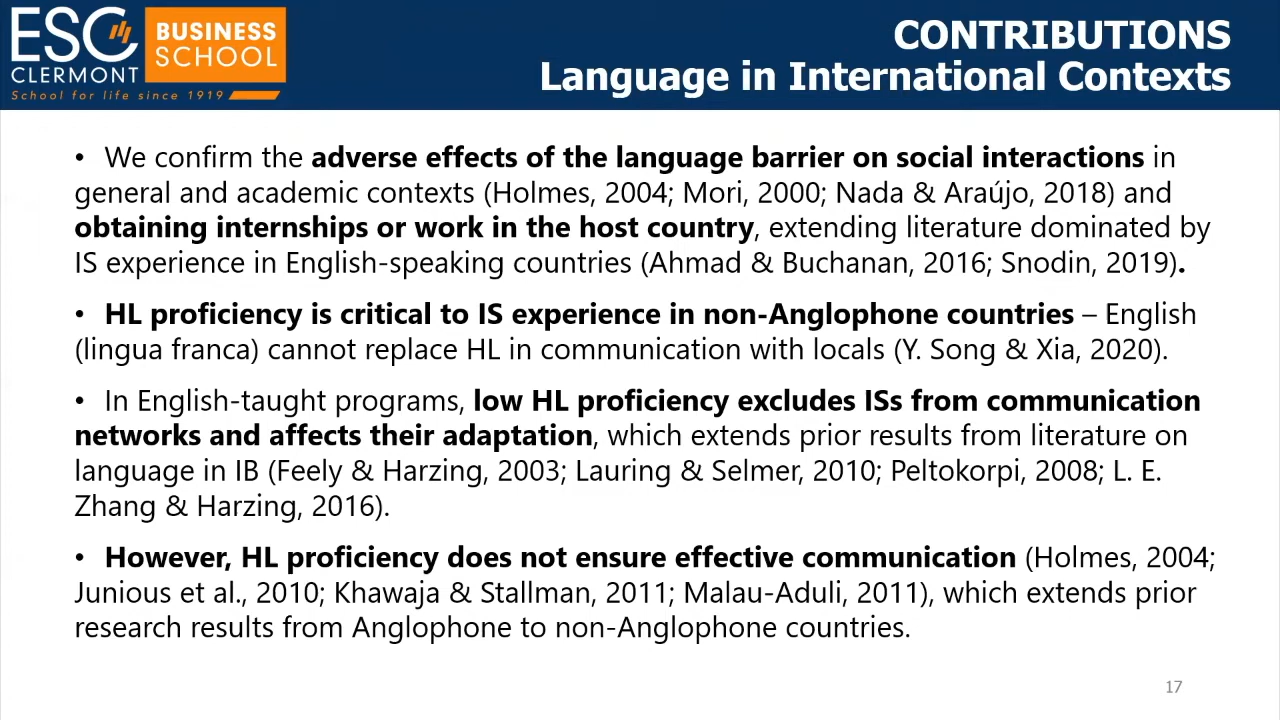 ESC
CLERMONT
BUSINESS
SCHOOL
School for life since 1919
CONTRIBUTIONS
Language in International Contexts
• We confirm the adverse effects of the language barrier on social interactions in
general and academic contexts (Holmes, 2004; Mori, 2000; Nada & Araújo, 2018) and
obtaining internships or work in the host country, extending literature dominated by
IS experience in English-speaking countries (Ahmad & Buchanan, 2016; Snodin, 2019).
• HL proficiency is critical to IS experience in non-Anglophone countries – English
(lingua franca) cannot replace HL in communication with locals (Y. Song & Xia, 2020).
• In English-taught programs, low HL proficiency excludes ISs from communication
networks and affects their adaptation, which extends prior results from literature on
language in IB (Feely & Harzing, 2003; Lauring & Selmer, 2010; Peltokorpi, 2008; L. E.
Zhang & Harzing, 2016).
• However, HL proficiency does not ensure effective communication (Holmes, 2004;
Junious et al., 2010; Khawaja & Stallman, 2011; Malau-Aduli, 2011), which extends prior
research results from Anglophone to non-Anglophone countries.
17